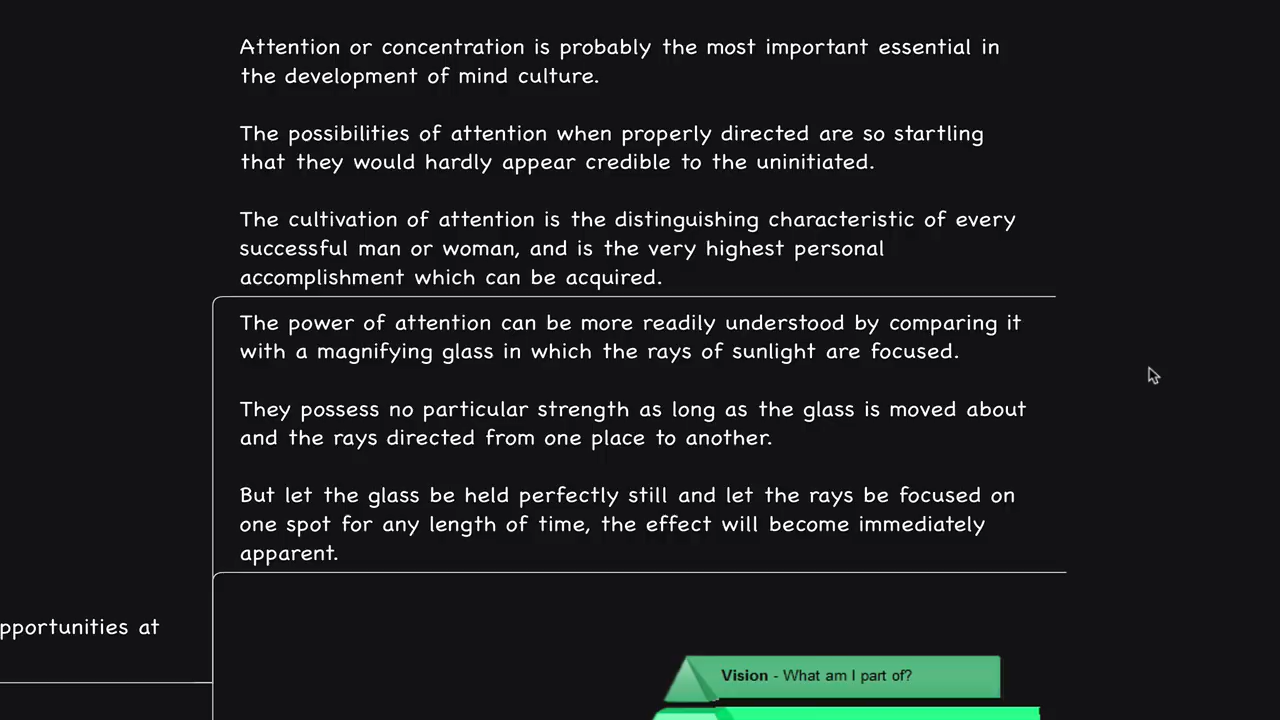 Attention or concentration is probably the most important essential in
the development of mind culture.
The possibilities of attention when properly directed are so startling
that they would hardly appear credible to the uninitiated.
The cultivation of attention is the distinguishing characteristic of every
successful man or woman, and is the very highest personal
accomplishment which can be acquired.
The power of attention can be more readily understood by comparing it
with a magnifying glass in which the rays of sunlight are focused.
They possess no particular strength as long as the glass is moved about
and the rays directed from one place to another.
But let the glass be held perfectly still and let the rays be focused on
one spot for any length of time, the effect will become immediately
apparent.
pportunities at
Vision - What am I part of?